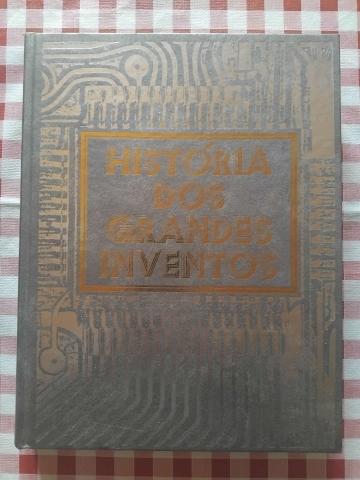 HISTÓRIA
DOS
GRANDES
INVENTOS